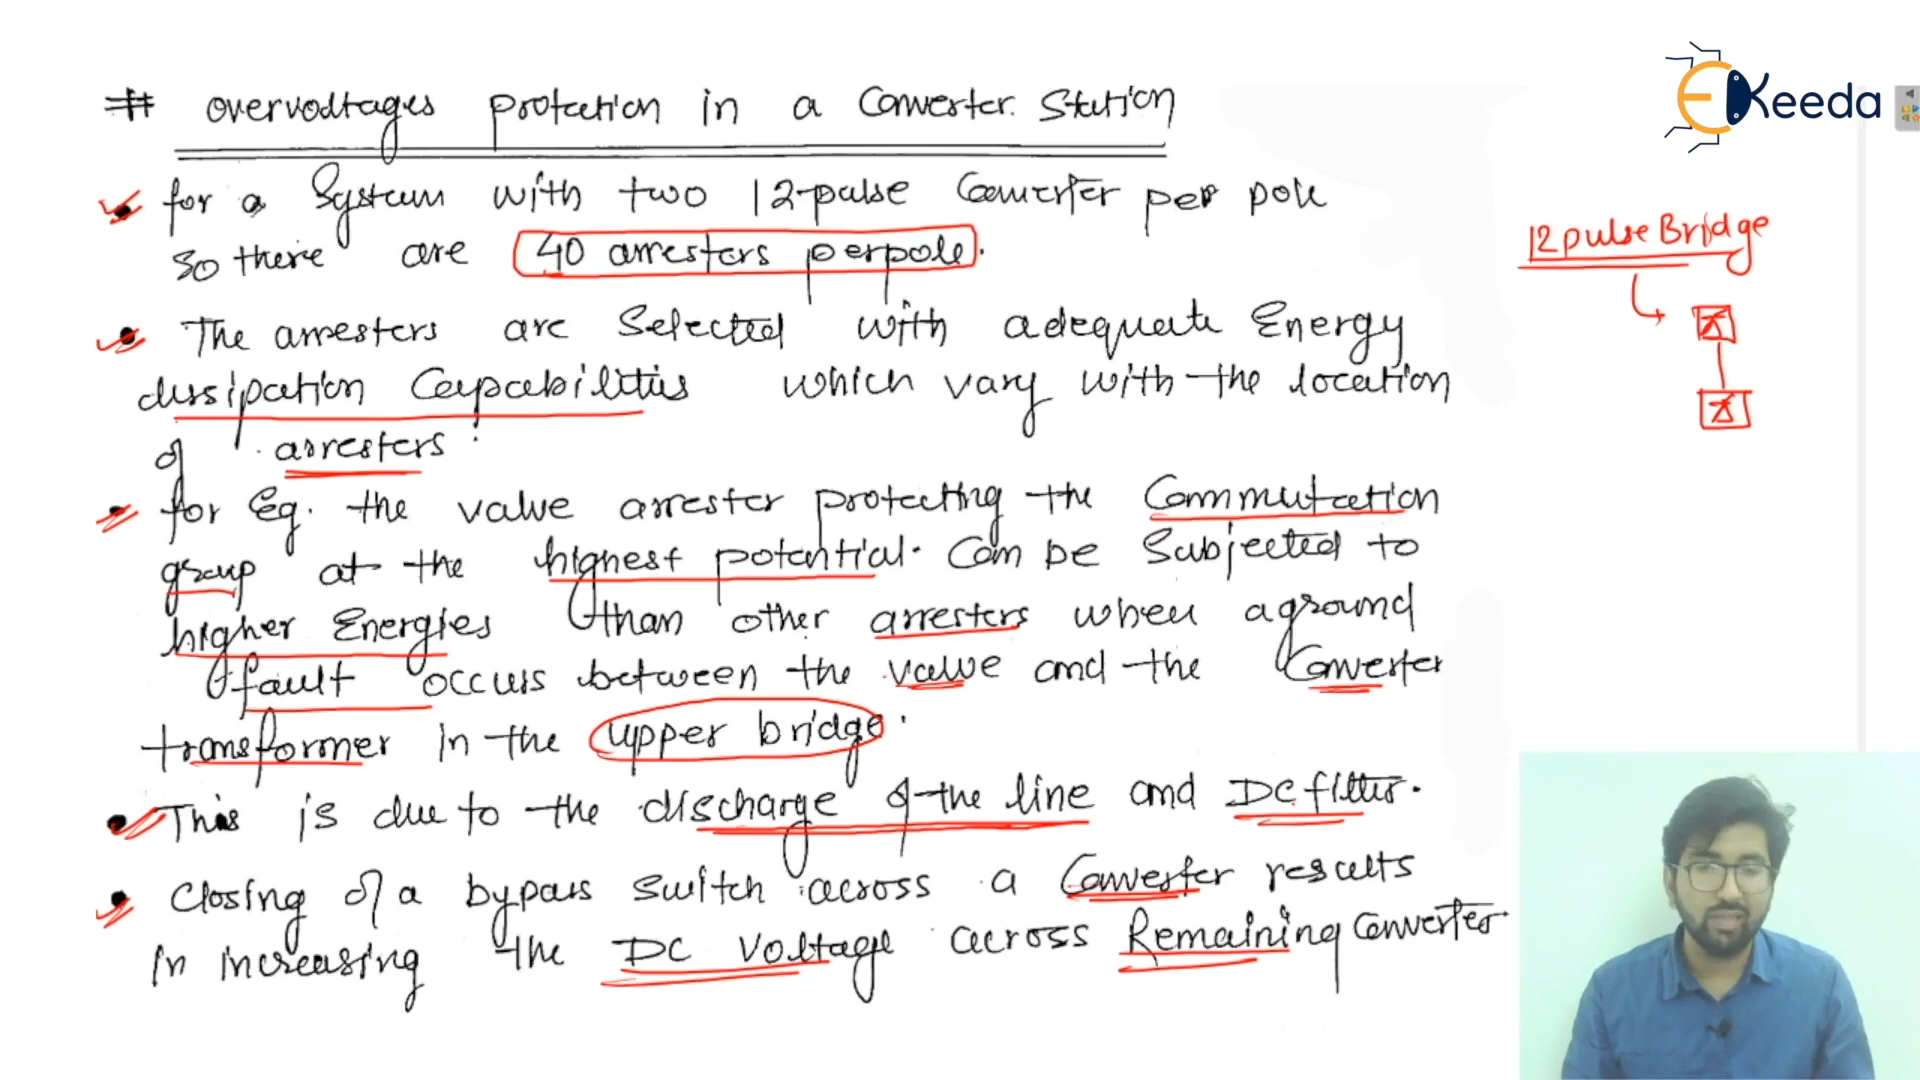 # overvoltages protection in a Converter Station
for a System with two 12-pulse Converter per pole
so there are 40 arresters per pole.
The arresters are Selected with adequate Energy
dissipation Capabilities which vary with the location
of arresters.
for Eg. the valve arrester protecting the Commutation
group at the highest potential. Can be Subjected to
higher Energies than other arresters when a ground
fault occurs between the valve and the Converter
transformer in the upper bridge.
This is due to the discharge of the line and DC filter.
Closing of a bypass switch across a Converter results
in increasing the DC Voltage across Remaining Converter.
12 pulse Bridge
EKeeda